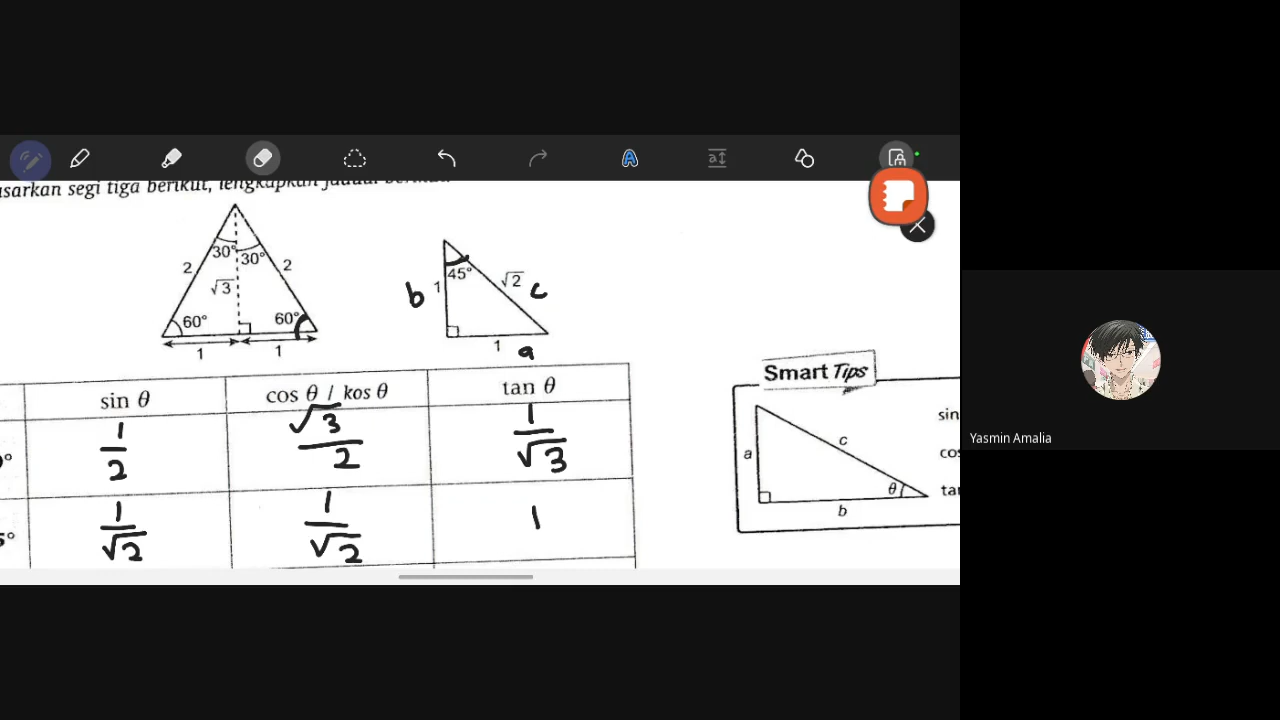 berikut, lengkapkan jadual berikut.
sarkan segi tiga
30° 30°
2 2
√3
60° 60°
1 1
45°
b 1 √2 c
1 a
sin θ cos θ / kos θ tan θ
1/2 √3/2 1/√3
1/√2 1/√2 1
Smart Tips
a c
θ
b
sin
cos
tan
Yasmin Amalia